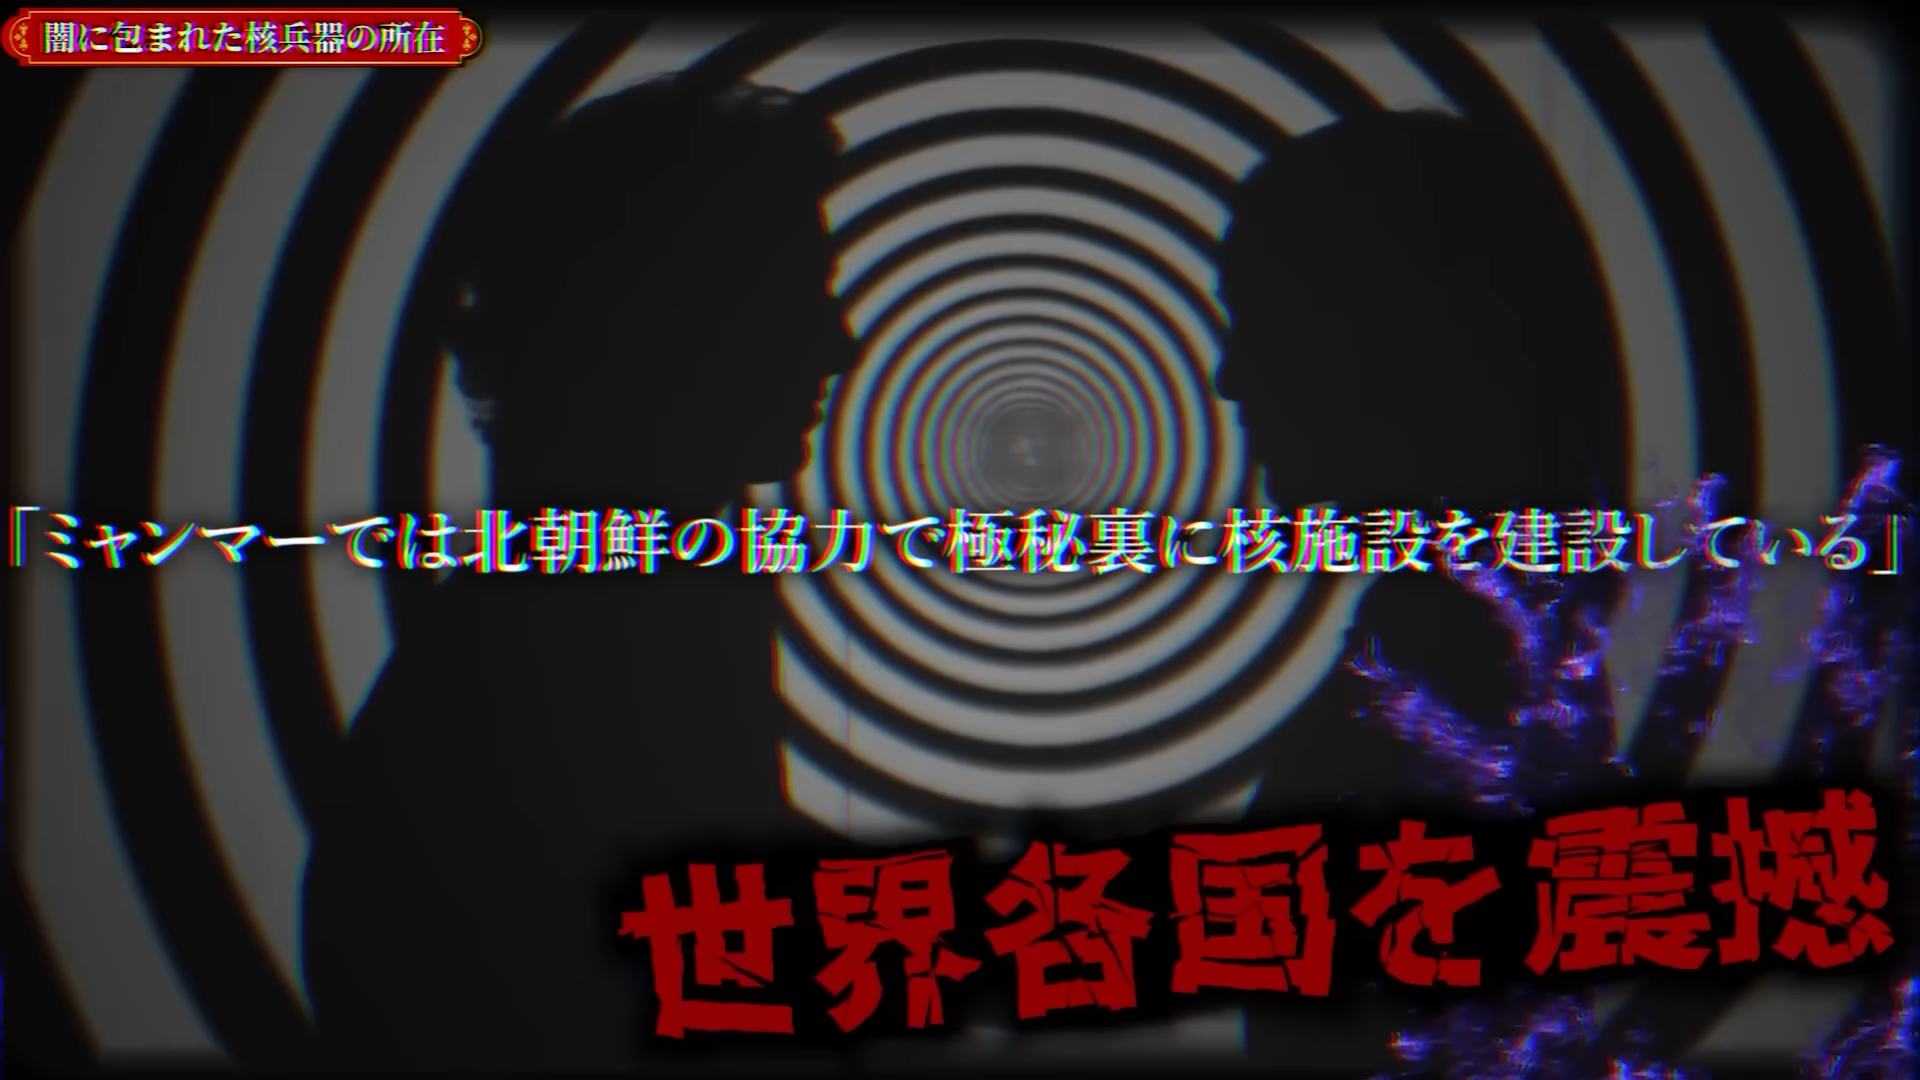 闇に包まれた核兵器の所在
「ミャンマーでは北朝鮮の協力で極秘裏に核施設を建設している」
世界各国を震撼